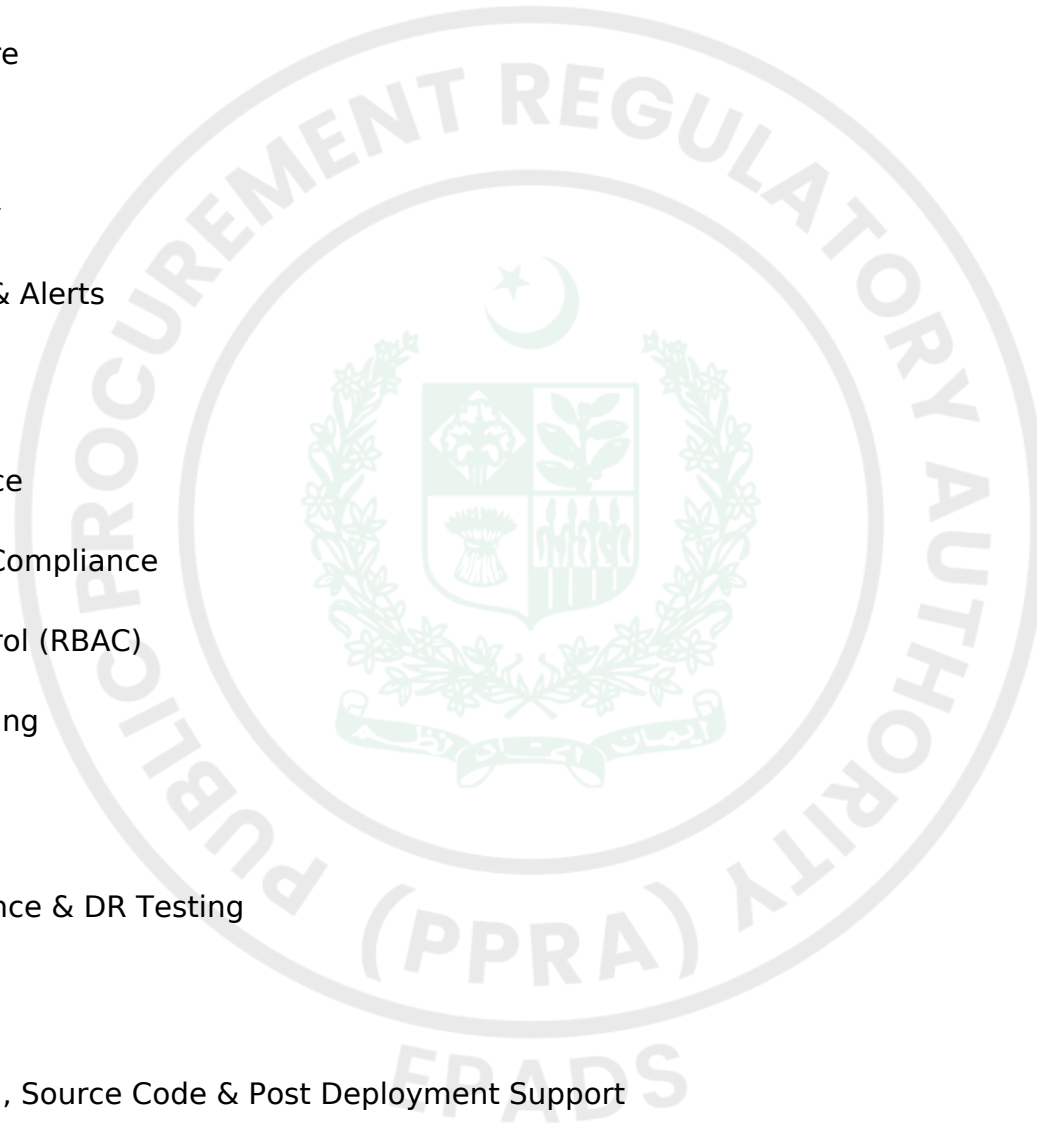 re
& Alerts
ce
Compliance
rol (RBAC)
ing
nce & DR Testing
, Source Code & Post Deployment Support
PUBLIC PROCUREMENT REGULATORY AUTHORITY
(PPRA)
EPADS